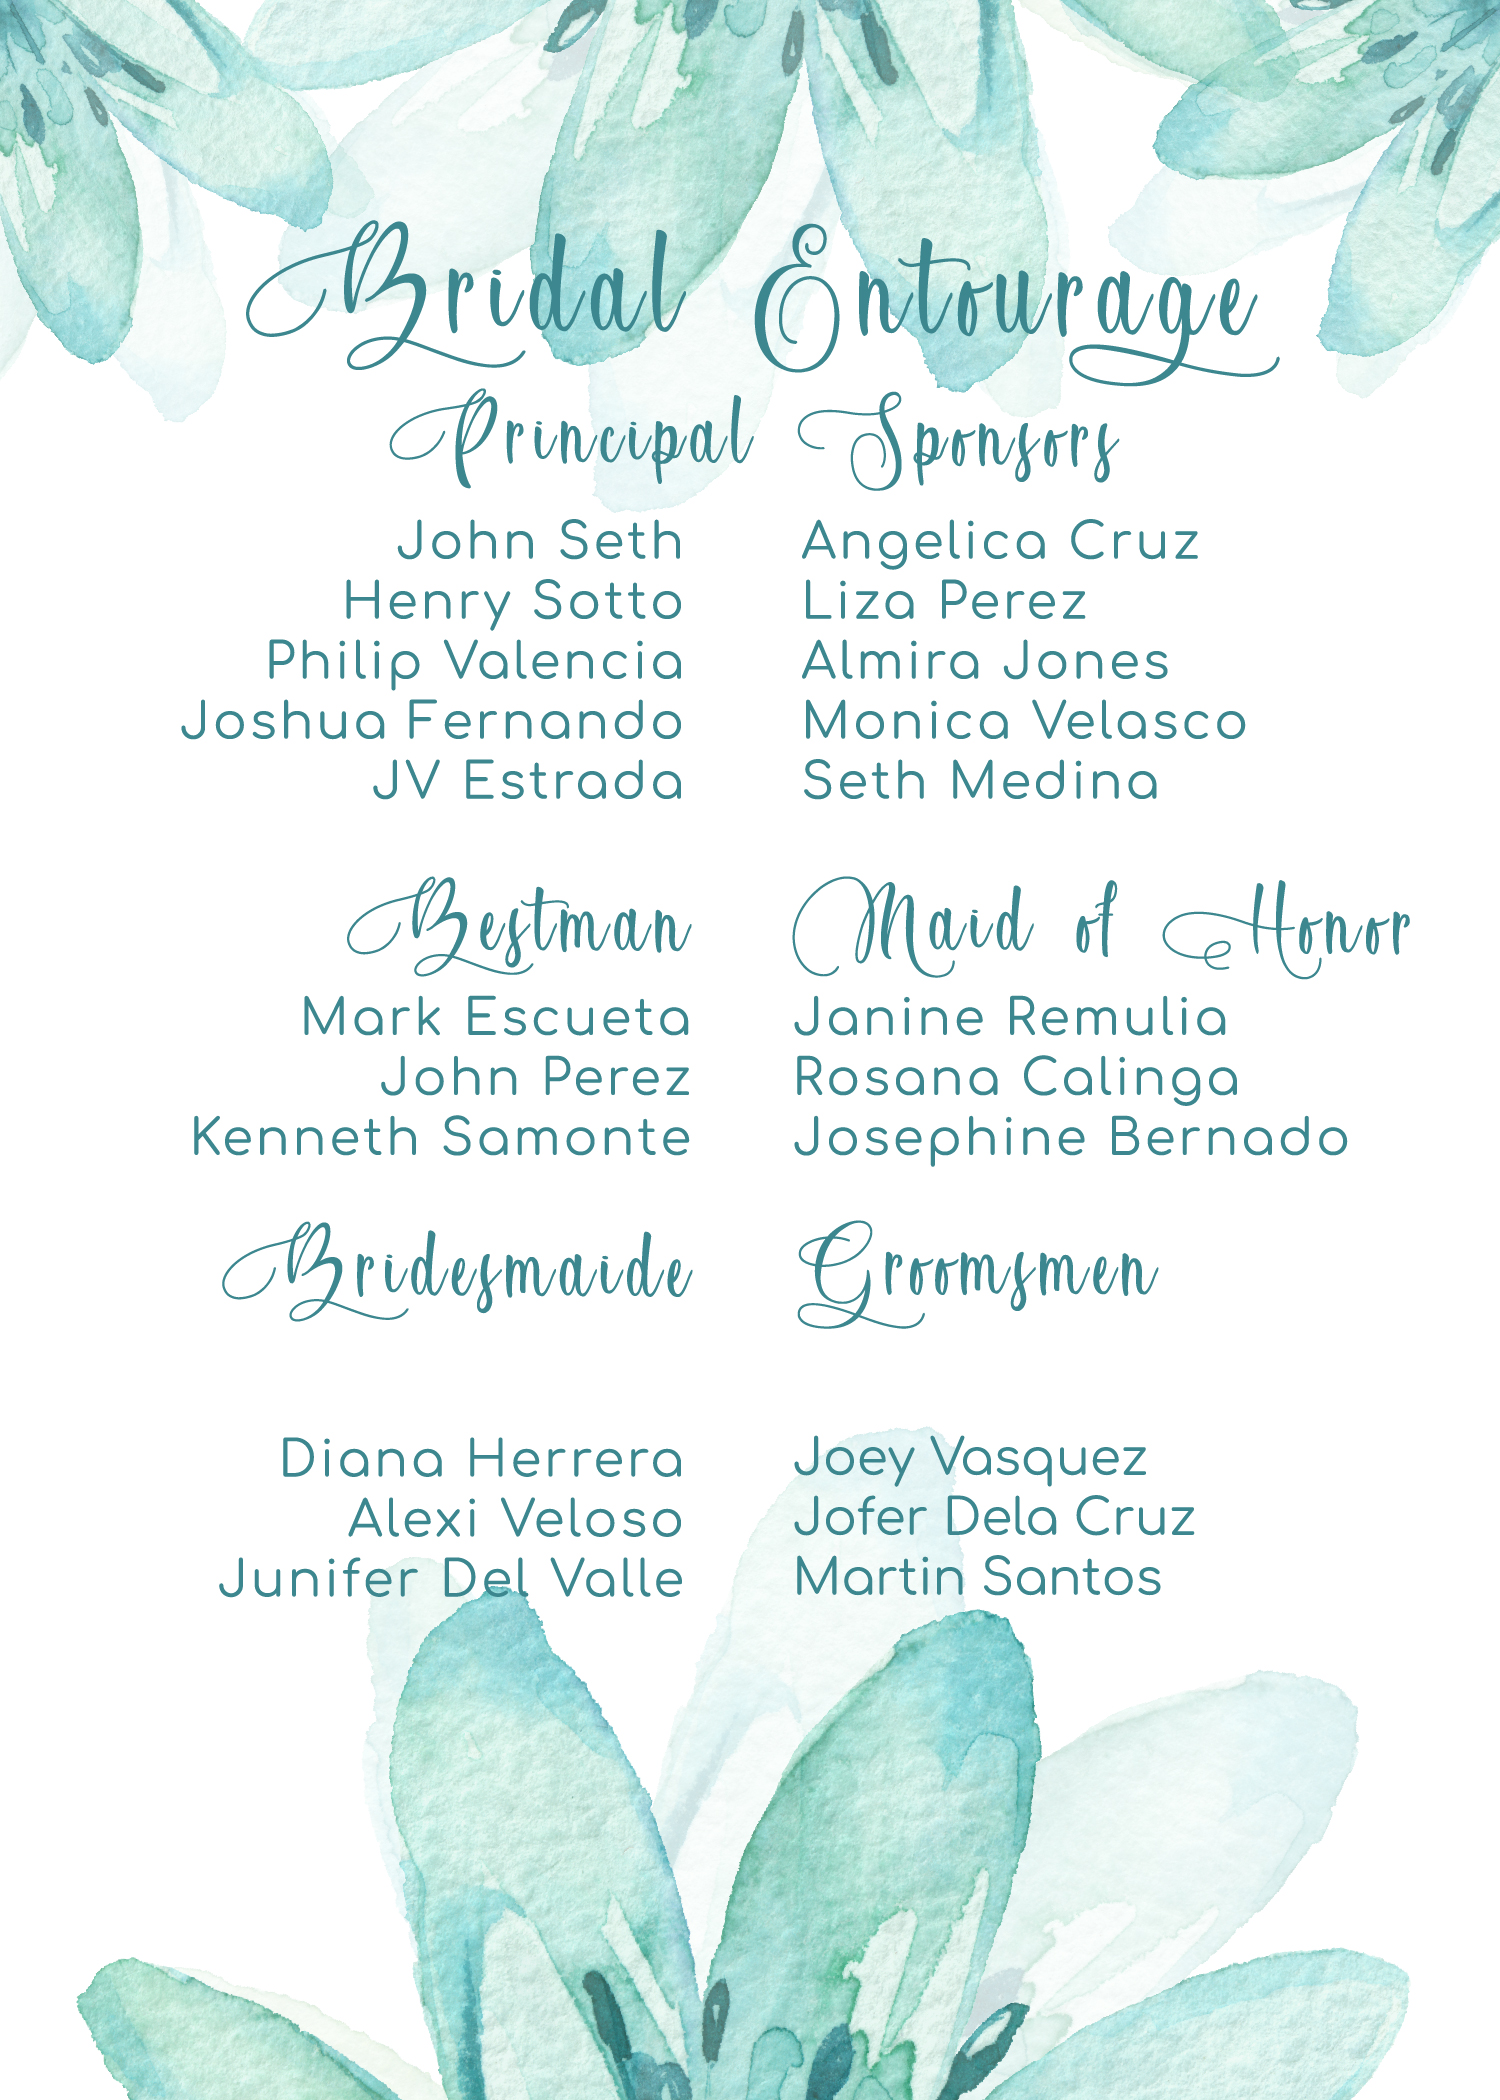 Bridal Entourage
Principal Sponsors
John Seth
Henry Sotto
Philip Valencia
Joshua Fernando
JV Estrada
Angelica Cruz
Liza Perez
Almira Jones
Monica Velasco
Seth Medina
Bestman
Mark Escueta
John Perez
Kenneth Samonte
Maid of Honor
Janine Remulia
Rosana Calinga
Josephine Bernado
Bridesmaide
Diana Herrera
Alexi Veloso
Junifer Del Valle
Groomsmen
Joey Vasquez
Jofer Dela Cruz
Martin Santos